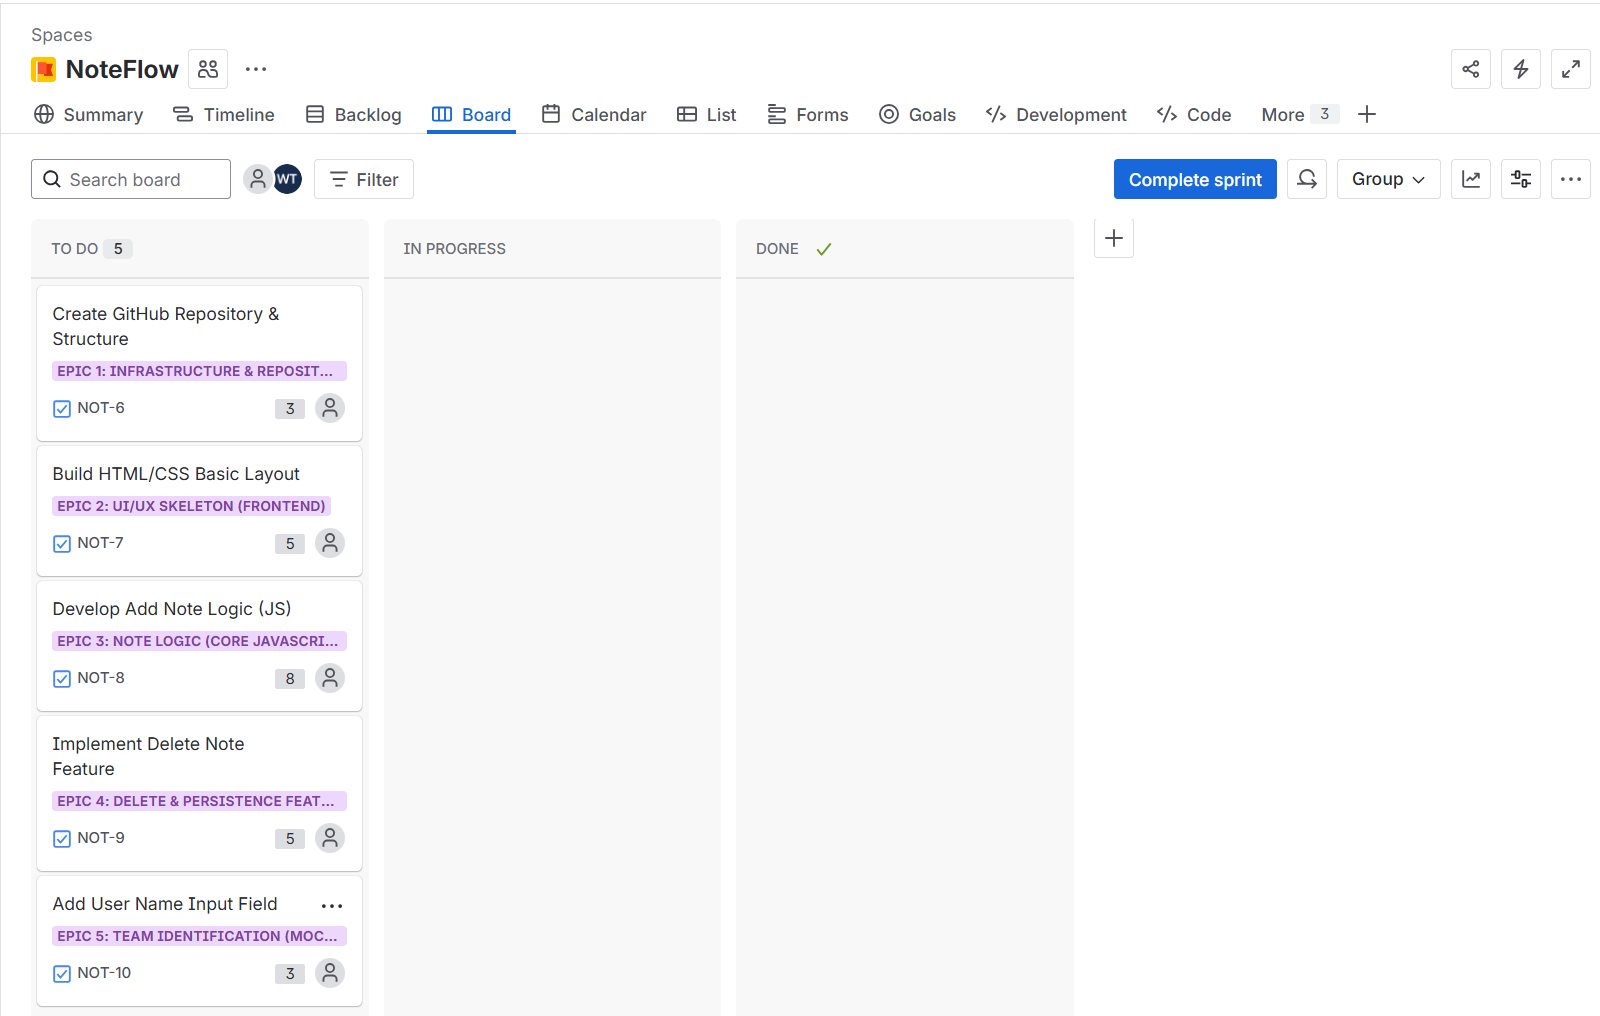 Spaces
NoteFlow
Summary Timeline Backlog Board Calendar List Forms Goals Development Code More 3
Search board WT Filter Complete sprint Group
TO DO 5
Create GitHub Repository &
Structure
EPIC 1: INFRASTRUCTURE & REPOSIT...
NOT-6 3
Build HTML/CSS Basic Layout
EPIC 2: UI/UX SKELETON (FRONTEND)
NOT-7 5
Develop Add Note Logic (JS)
EPIC 3: NOTE LOGIC (CORE JAVASCRI...
NOT-8 8
Implement Delete Note
Feature
EPIC 4: DELETE & PERSISTENCE FEAT...
NOT-9 5
Add User Name Input Field
EPIC 5: TEAM IDENTIFICATION (MOC...
NOT-10 3
IN PROGRESS
DONE